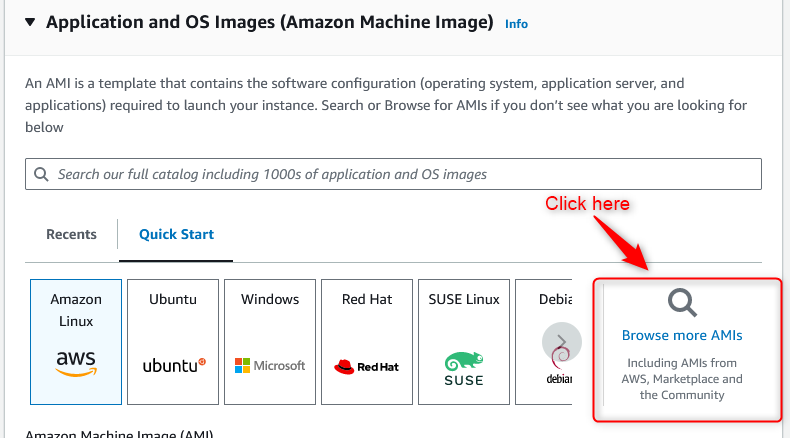 Application and OS Images (Amazon Machine Image) Info
An AMI is a template that contains the software configuration (operating system, application server, and
applications) required to launch your instance. Search or Browse for AMIs if you don’t see what you are looking for
below
Search our full catalog including 1000s of application and OS images
Click here
Recents
Quick Start
Amazon
Linux
aws
Ubuntu
ubuntu
Windows
Microsoft
Red Hat
Red Hat
SUSE Linux
SUSE
Debia
debian
Browse more AMIs
Including AMIs from
AWS, Marketplace and
the Community
Amazon Machine Image (AMI)